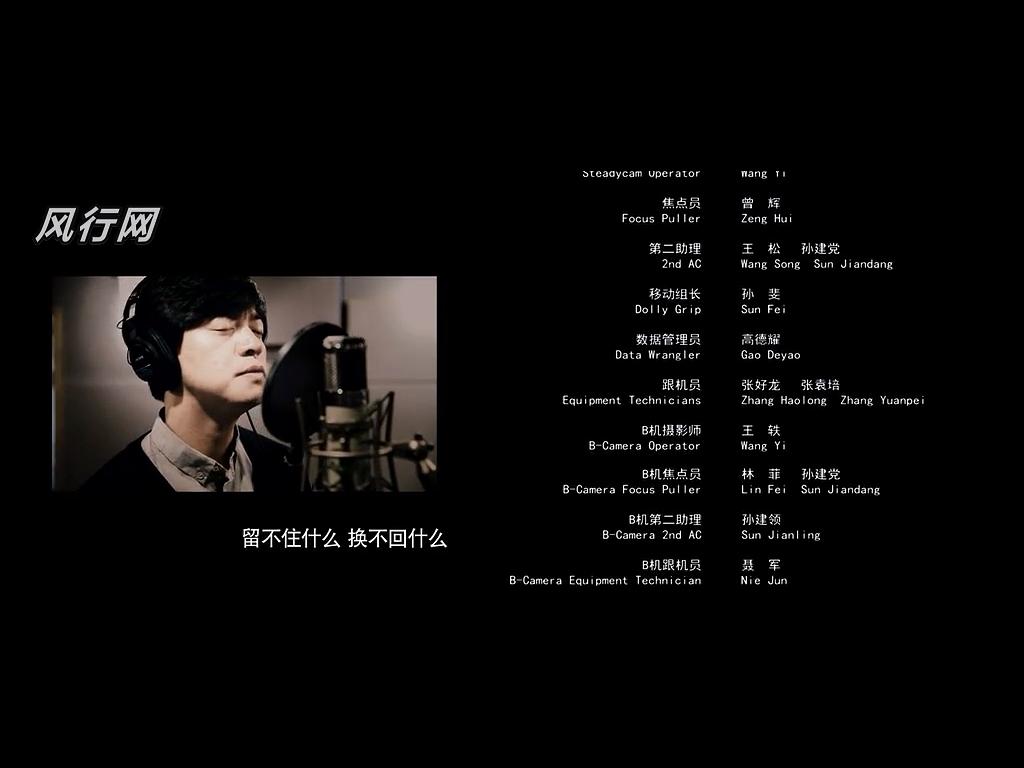 风行网
留不住什么 换不回什么
Steadycam Operator Wang Yi
焦点员 曾 辉
Focus Puller Zeng Hui
第二助理 王 松 孙建党
2nd AC Wang Song Sun Jiandang
移动组长 孙 斐
Dolly Grip Sun Fei
数据管理员 高德耀
Data Wrangler Gao Deyao
跟机员 张好龙 张袁培
Equipment Technicians Zhang Haolong Zhang Yuanpei
B机摄影师 王 轶
B-Camera Operator Wang Yi
B机焦点员 林 菲 孙建党
B-Camera Focus Puller Lin Fei Sun Jiandang
B机第二助理 孙建领
B-Camera 2nd AC Sun Jianling
B机跟机员 聂 军
B-Camera Equipment Technician Nie Jun